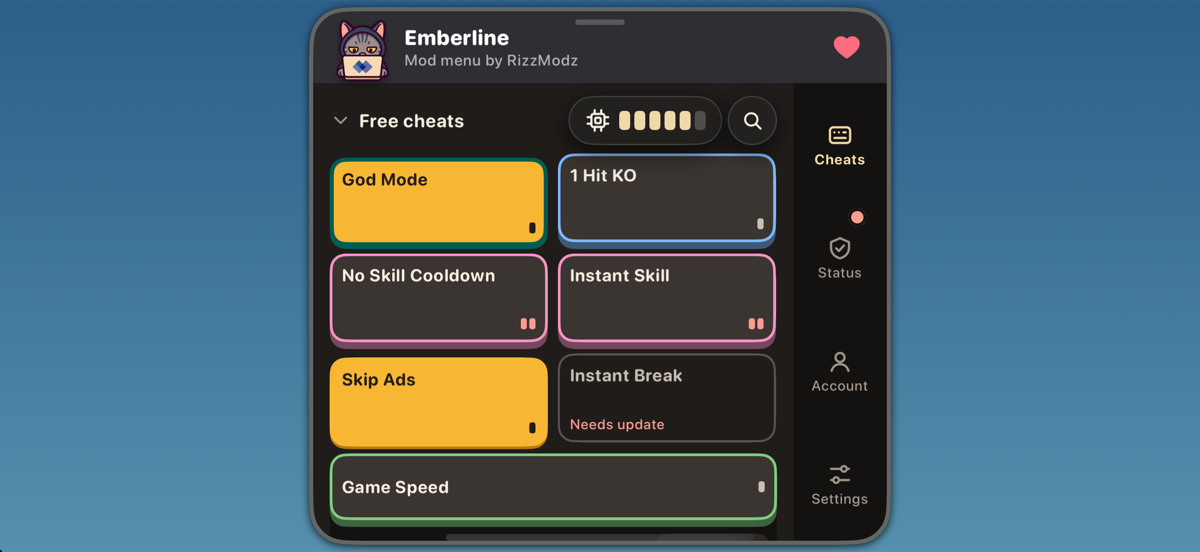 Emberline
Mod menu by RizzModz
Free cheats
God Mode
1 Hit KO
No Skill Cooldown
Instant Skill
Skip Ads
Instant Break
Needs update
Game Speed
Cheats
Status
Account
Settings